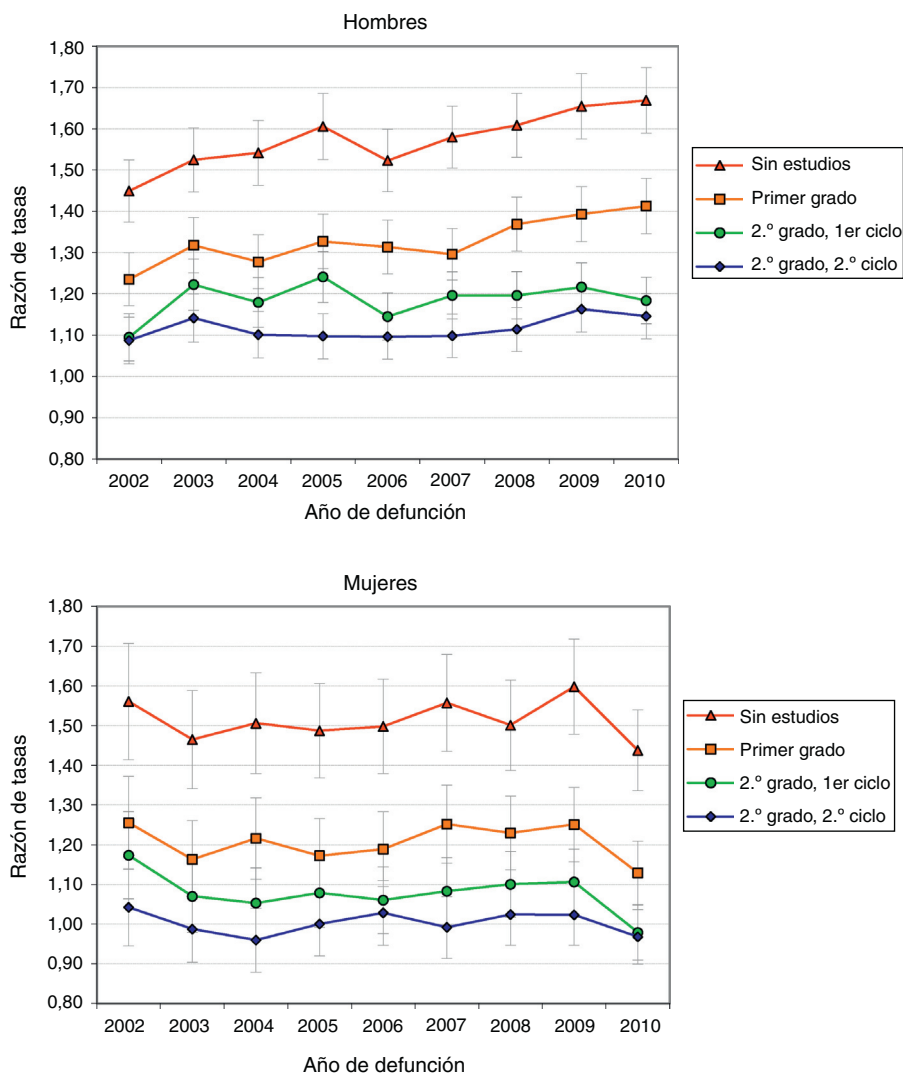 Hombres
1,80
1,70
1,60
1,50
1,40
1,30
1,20
1,10
1,00
0,90
0,80
Razón de tasas
2002 2003 2004 2005 2006 2007 2008 2009 2010
Año de defunción
Sin estudios
Primer grado
2.º grado, 1er ciclo
2.º grado, 2.º ciclo
Mujeres
1,80
1,70
1,60
1,50
1,40
1,30
1,20
1,10
1,00
0,90
0,80
Razón de tasas
2002 2003 2004 2005 2006 2007 2008 2009 2010
Año de defunción
Sin estudios
Primer grado
2.º grado, 1er ciclo
2.º grado, 2.º ciclo